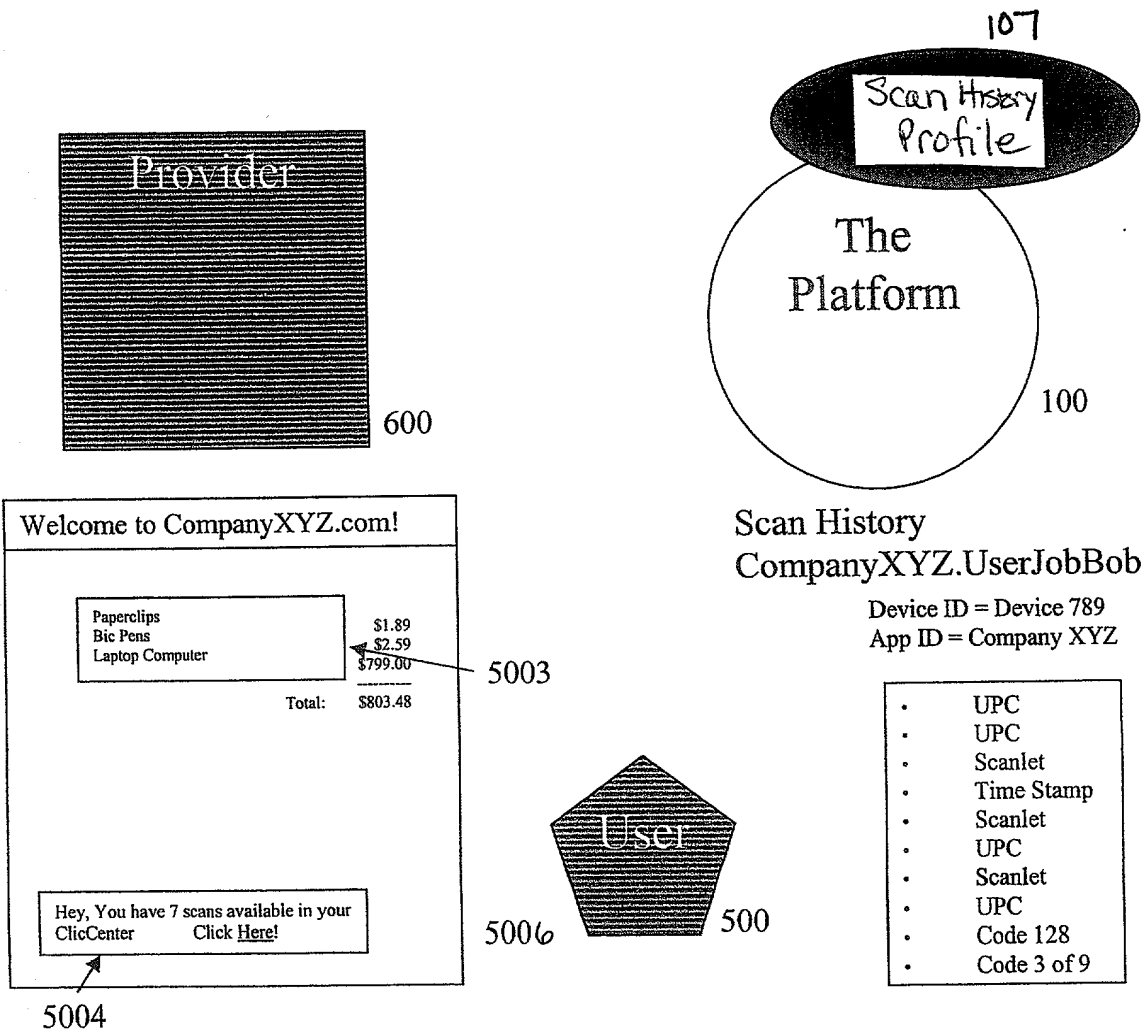 107
Scan History
Profile
Provider
The
Platform
600
100
Welcome to CompanyXYZ.com!
Paperclips $1.89
Bic Pens $2.59
Laptop Computer $799.00
Total: $803.48
5003
Hey, You have 7 scans available in your
ClicCenter Click Here!
5004
5006
User
500
Scan History
CompanyXYZ.UserJobBob
Device ID = Device 789
App ID = Company XYZ
· UPC
· UPC
· Scanlet
· Time Stamp
· Scanlet
· UPC
· Scanlet
· UPC
· Code 128
· Code 3 of 9